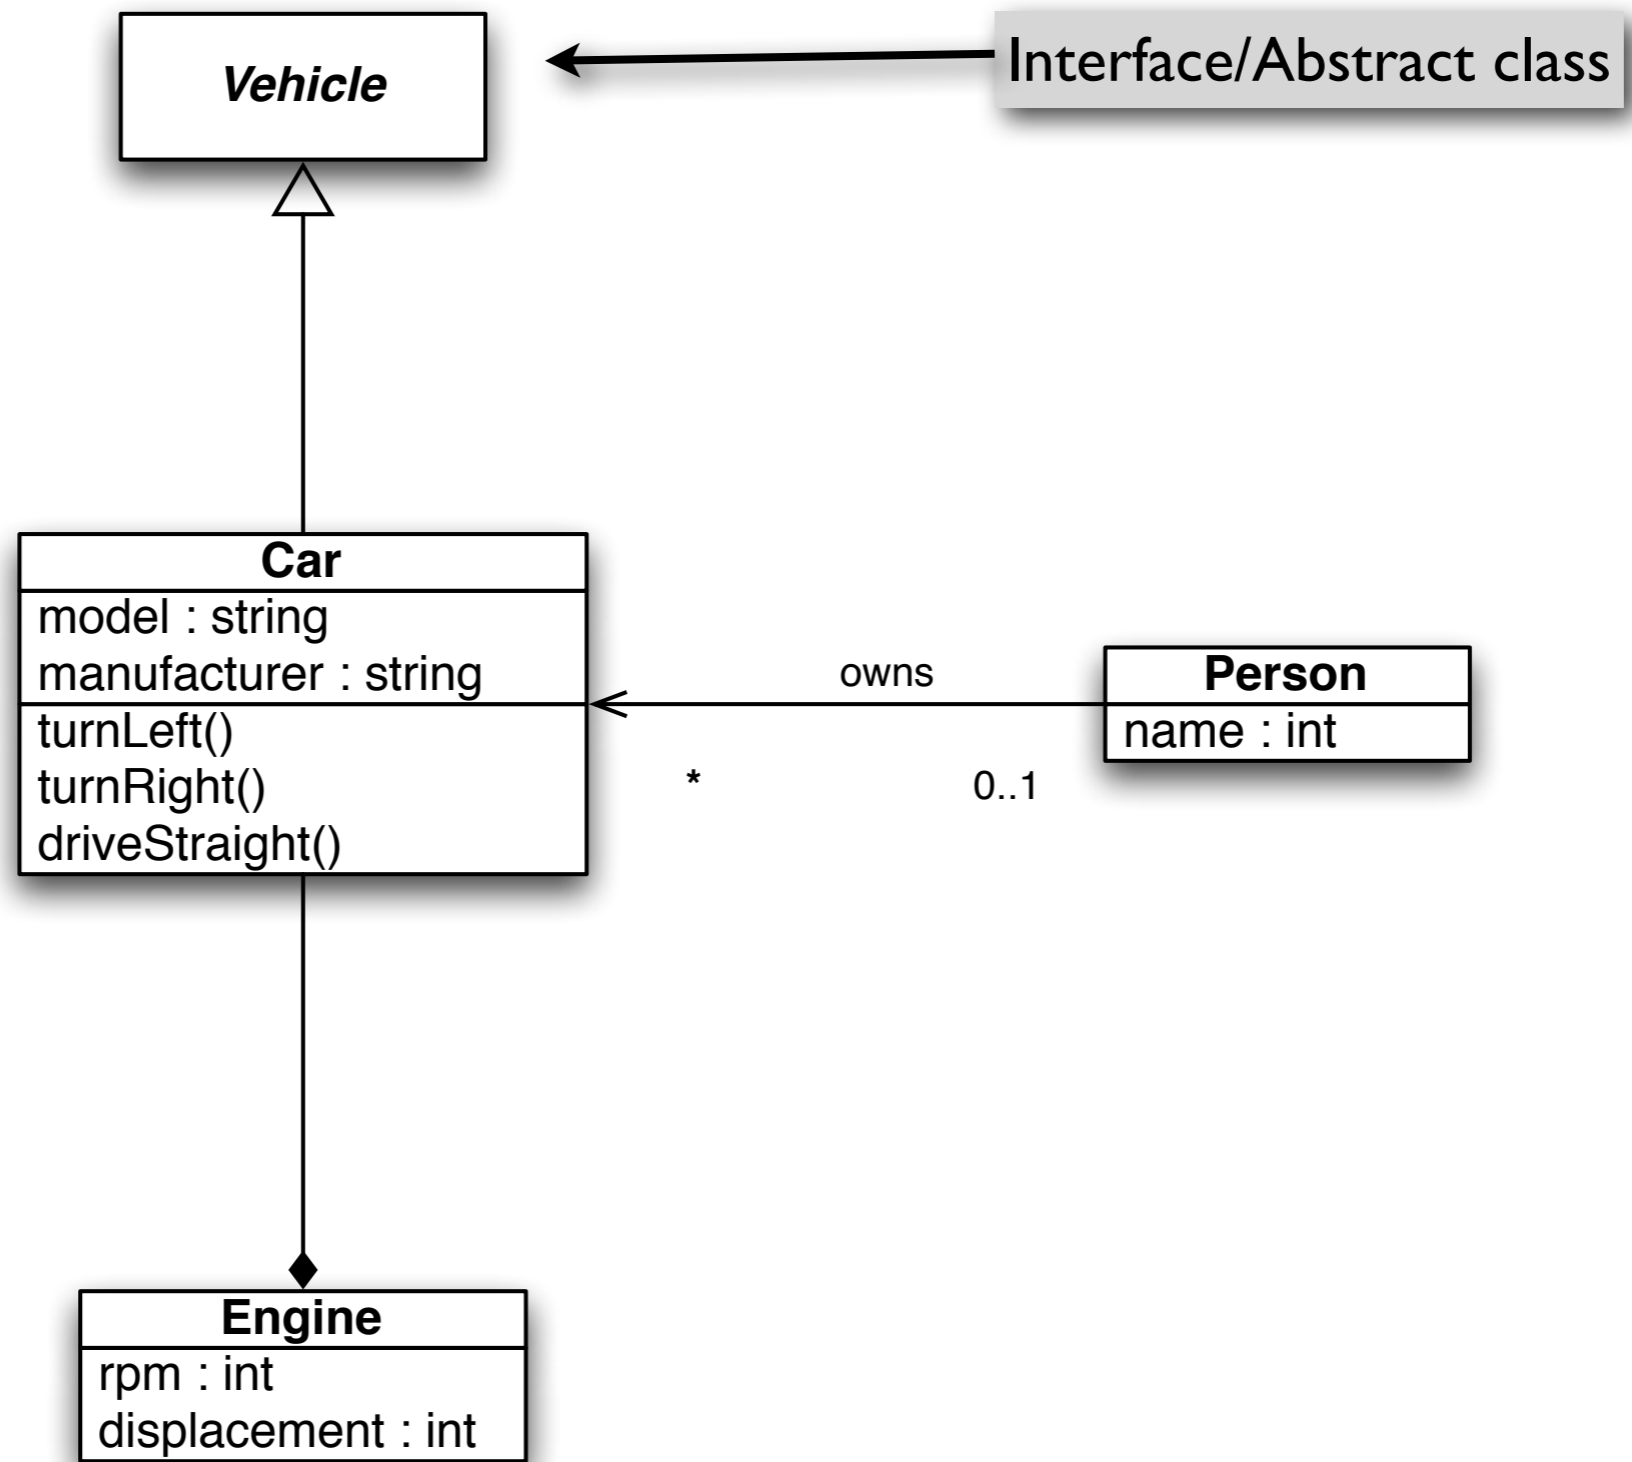 Vehicle
Interface/Abstract class
Car
model : string
manufacturer : string
turnLeft()
turnRight()
driveStraight()
owns
*
0..1
Person
name : int
Engine
rpm : int
displacement : int